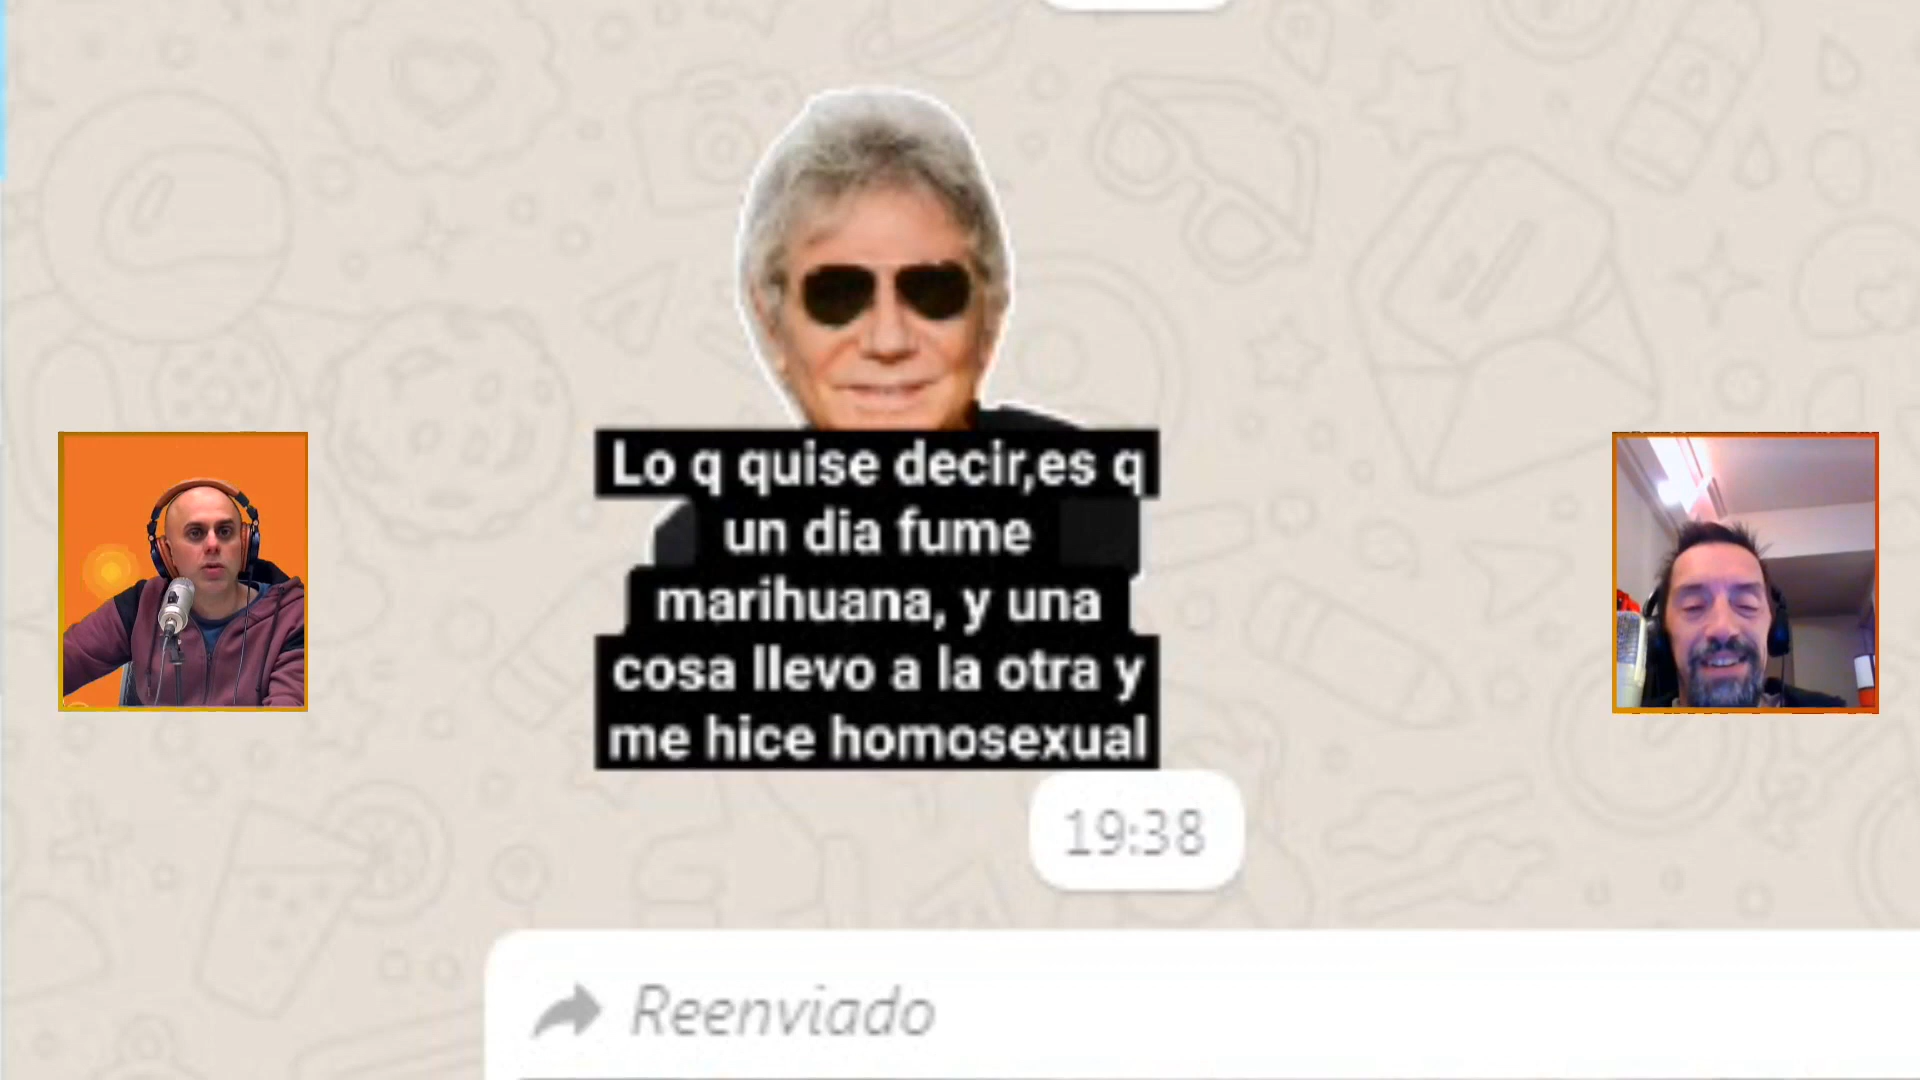 Lo q quise decir,es q
un dia fume
marihuana, y una
cosa llevo a la otra y
me hice homosexual
19:38
Reenviado